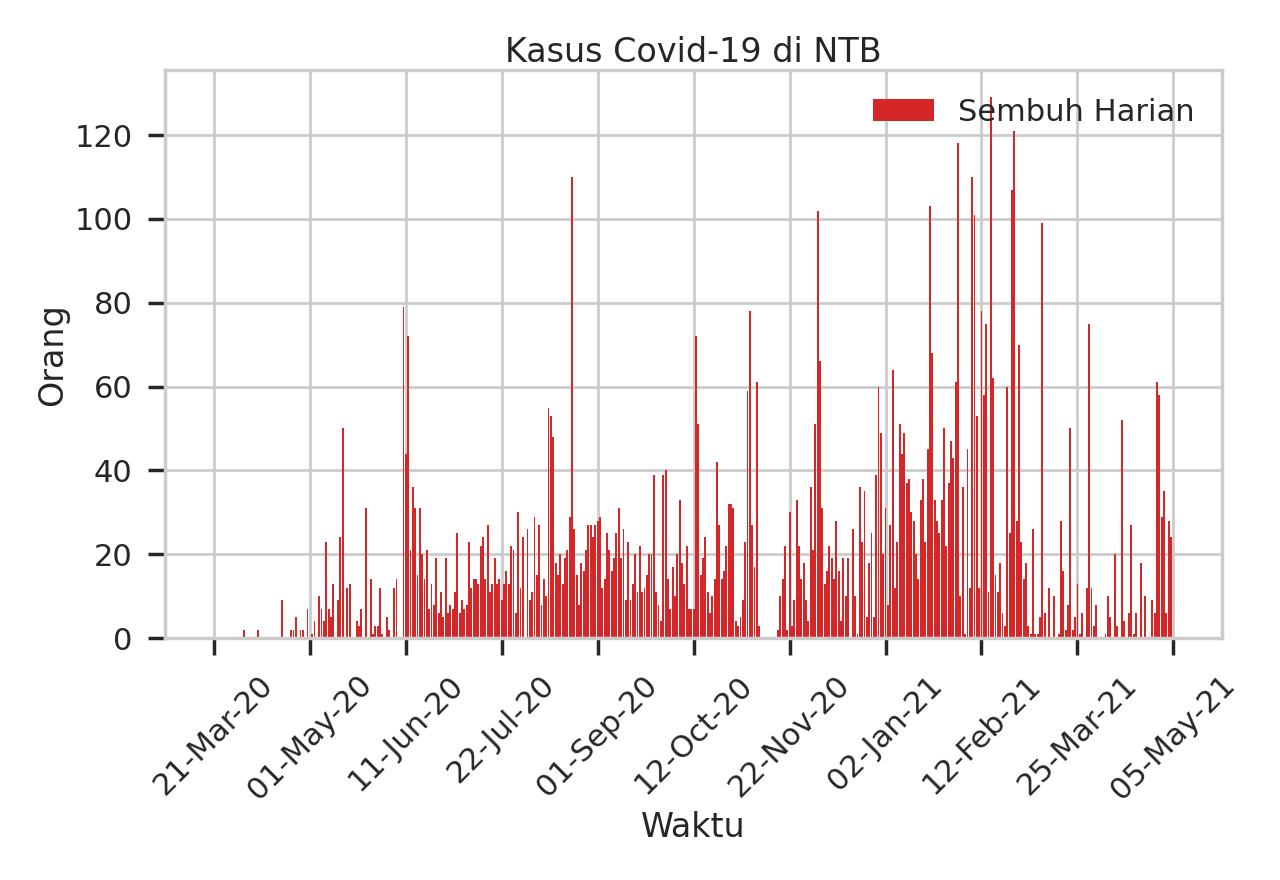 Kasus Covid-19 di NTB
Sembuh Harian
Orang
120
100
80
60
40
20
0
21-Mar-20
01-May-20
11-Jun-20
22-Jul-20
01-Sep-20
12-Oct-20
22-Nov-20
02-Jan-21
12-Feb-21
25-Mar-21
05-May-21
Waktu